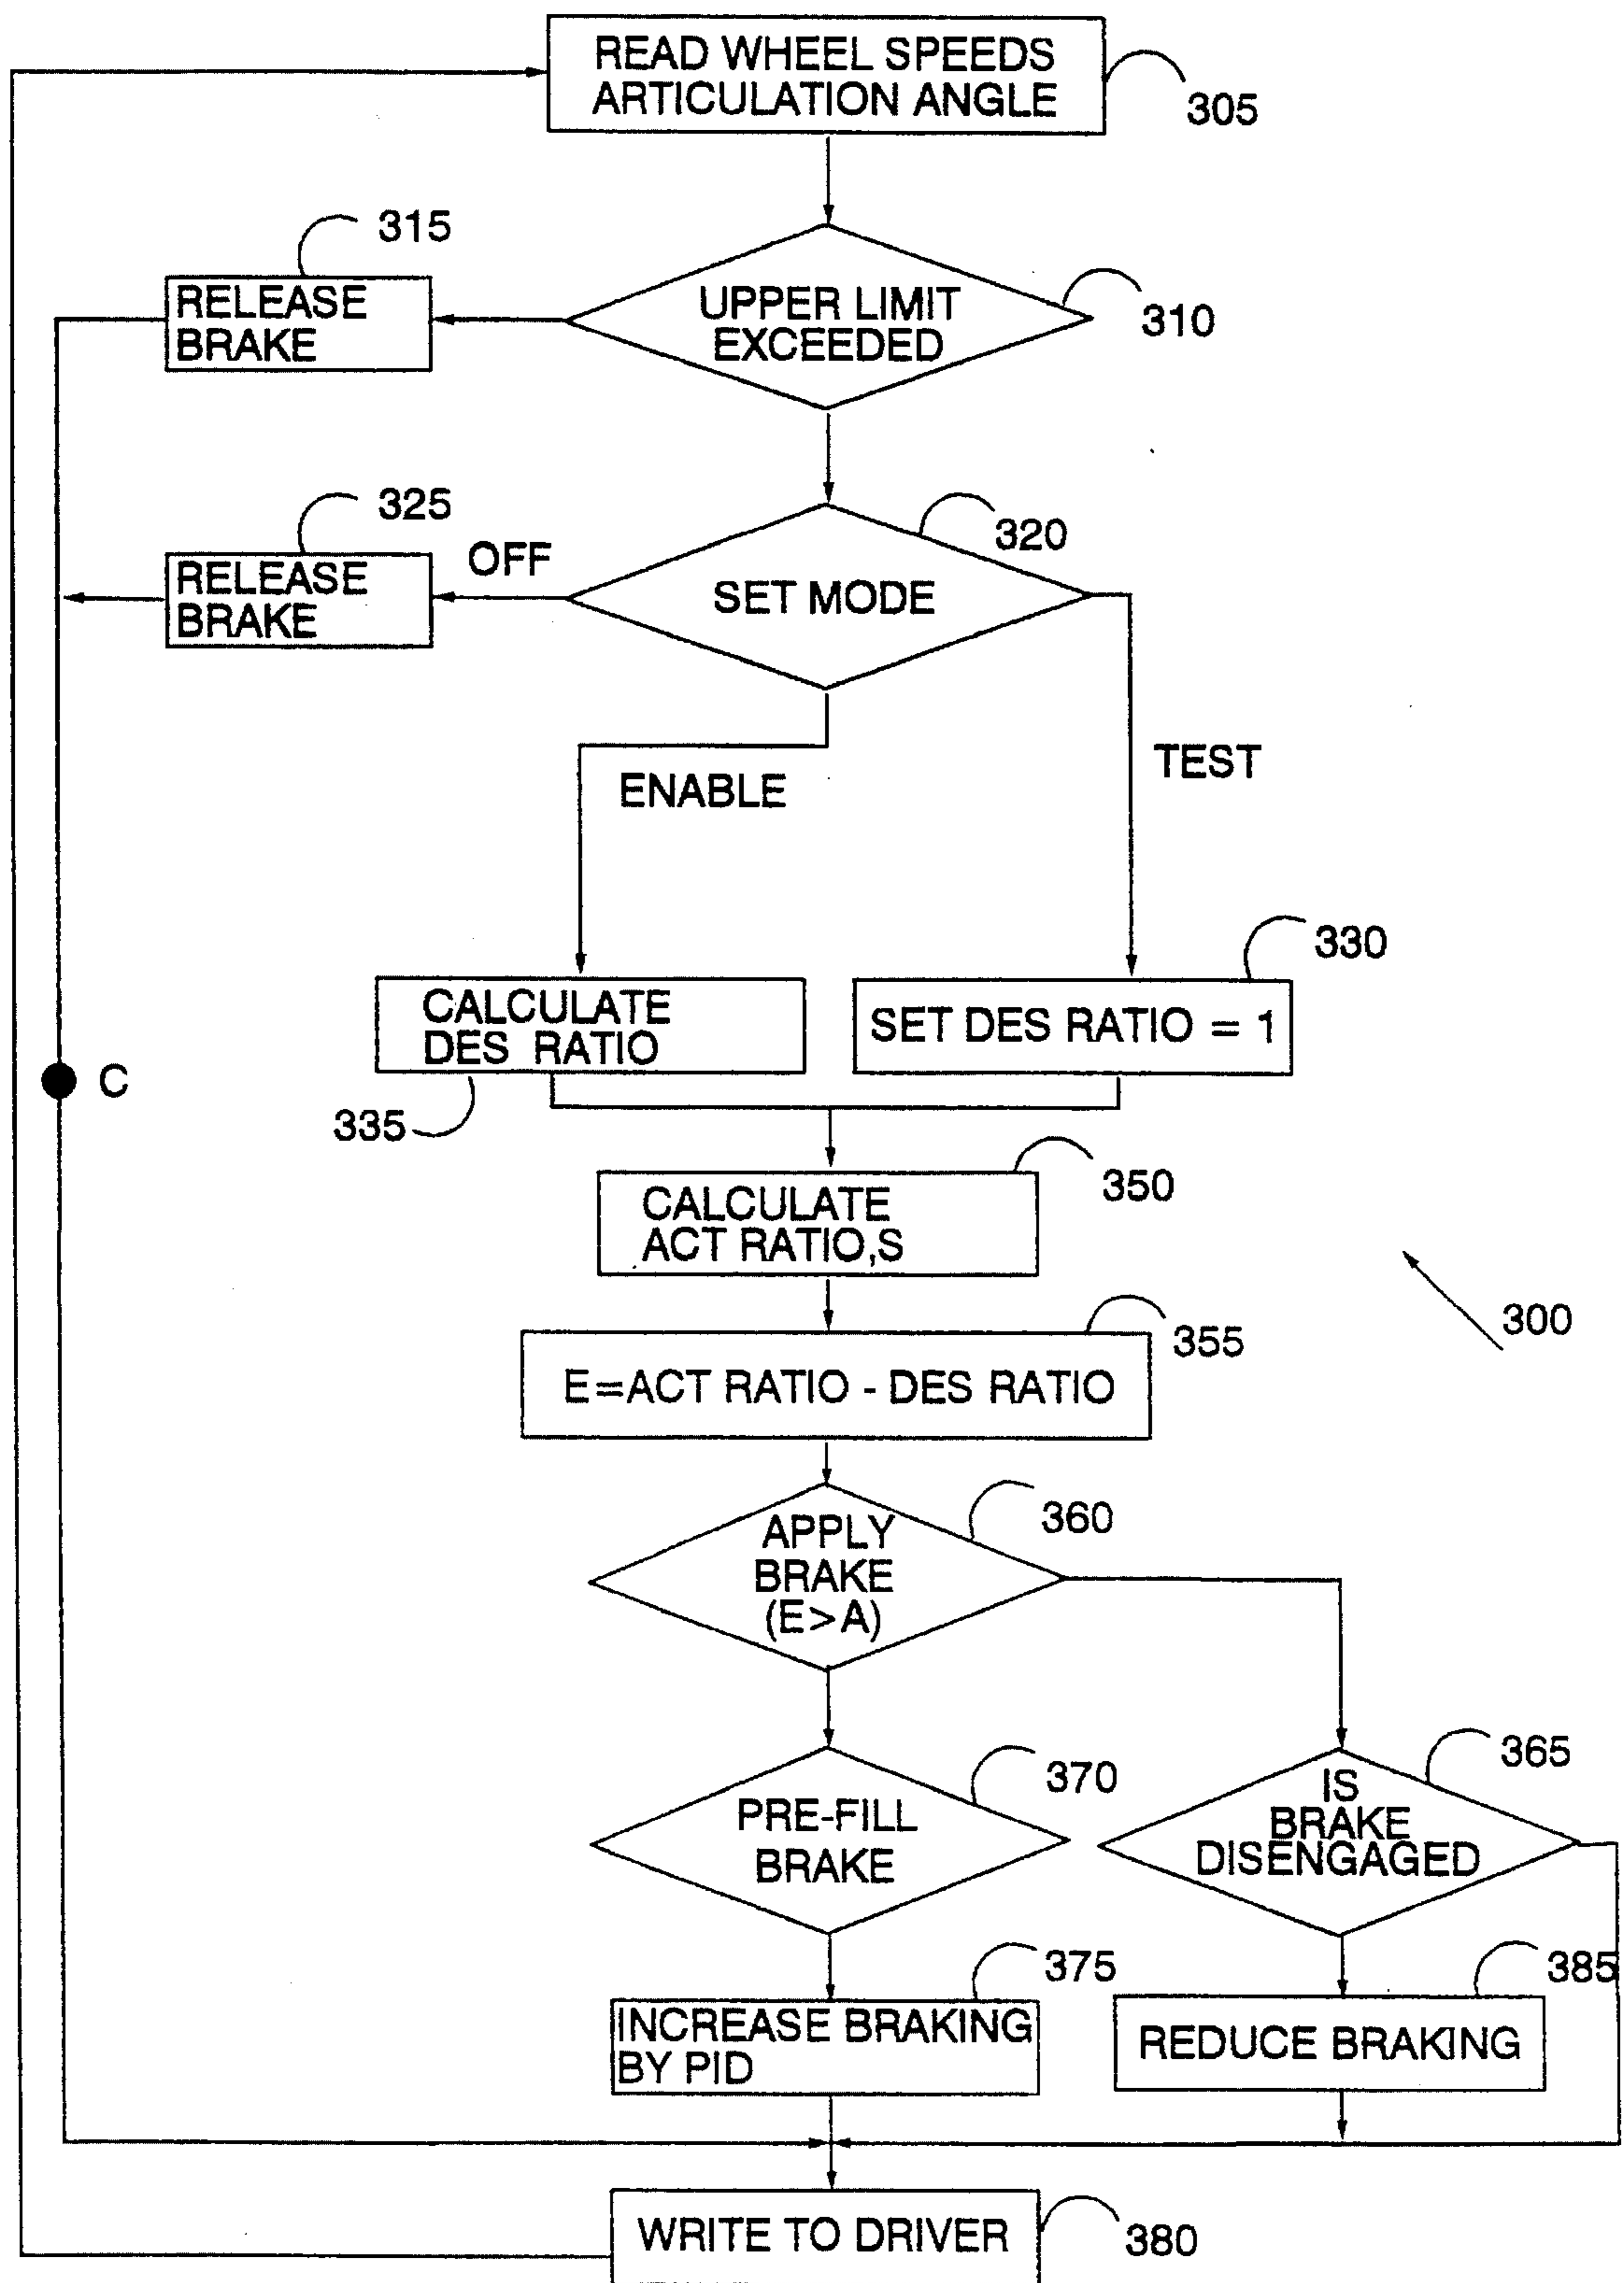 READ WHEEL SPEEDS
ARTICULATION ANGLE
305
315
RELEASE
BRAKE
UPPER LIMIT
EXCEEDED
310
325
RELEASE
BRAKE
OFF
320
SET MODE
ENABLE
TEST
330
CALCULATE
DES RATIO
SET DES RATIO = 1
C
335
350
CALCULATE
ACT RATIO,S
300
355
E=ACT RATIO - DES RATIO
360
APPLY
BRAKE
(E>A)
365
IS
BRAKE
DISENGAGED
370
PRE-FILL
BRAKE
375
INCREASE BRAKING
BY PID
385
REDUCE BRAKING
WRITE TO DRIVER
380